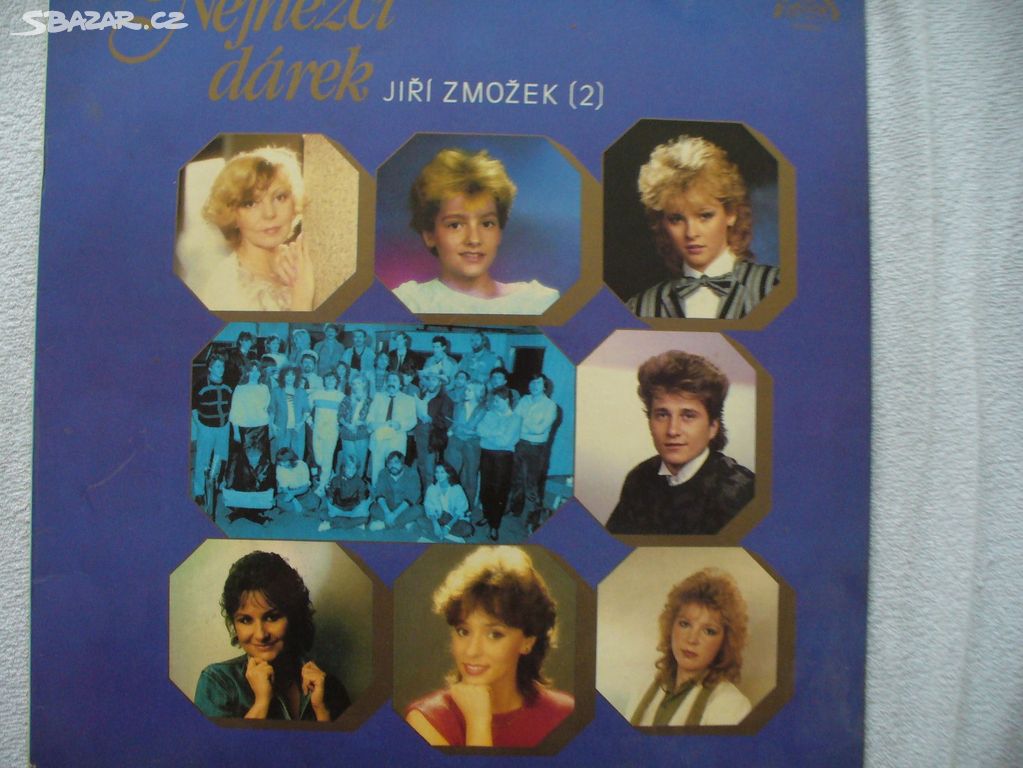 SBAZAR.CZ
Nejhezčí
dárek JIŘÍ ZMOŽEK (2)